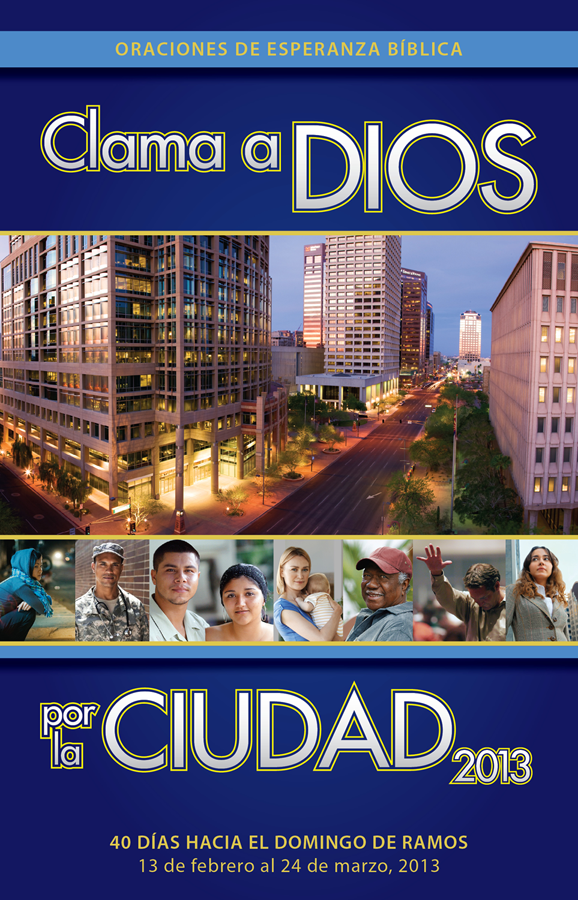 ORACIONES DE ESPERANZA BÍBLICA
Clama a DIOS
por la CIUDAD 2013
40 DÍAS HACIA EL DOMINGO DE RAMOS
13 de febrero al 24 de marzo, 2013